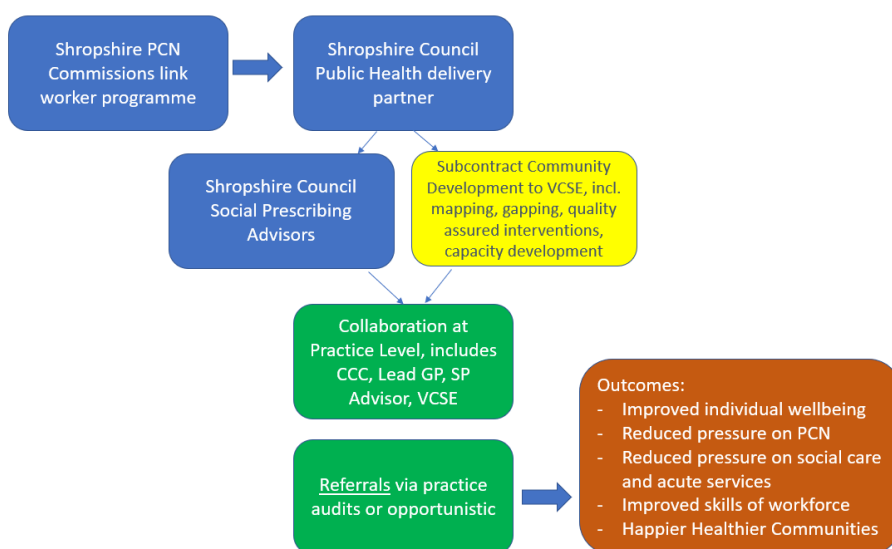 Shropshire PCN
Commissions link
worker programme
Shropshire Council
Public Health delivery
partner
Shropshire Council
Social Prescribing
Advisors
Subcontract Community
Development to VCSE, incl.
mapping, gapping, quality
assured interventions,
capacity development
Collaboration at
Practice Level, includes
CCC, Lead GP, SP
Advisor, VCSE
Referrals via practice
audits or opportunistic
Outcomes:
- Improved individual wellbeing
- Reduced pressure on PCN
- Reduced pressure on social care
and acute services
- Improved skills of workforce
- Happier Healthier Communities